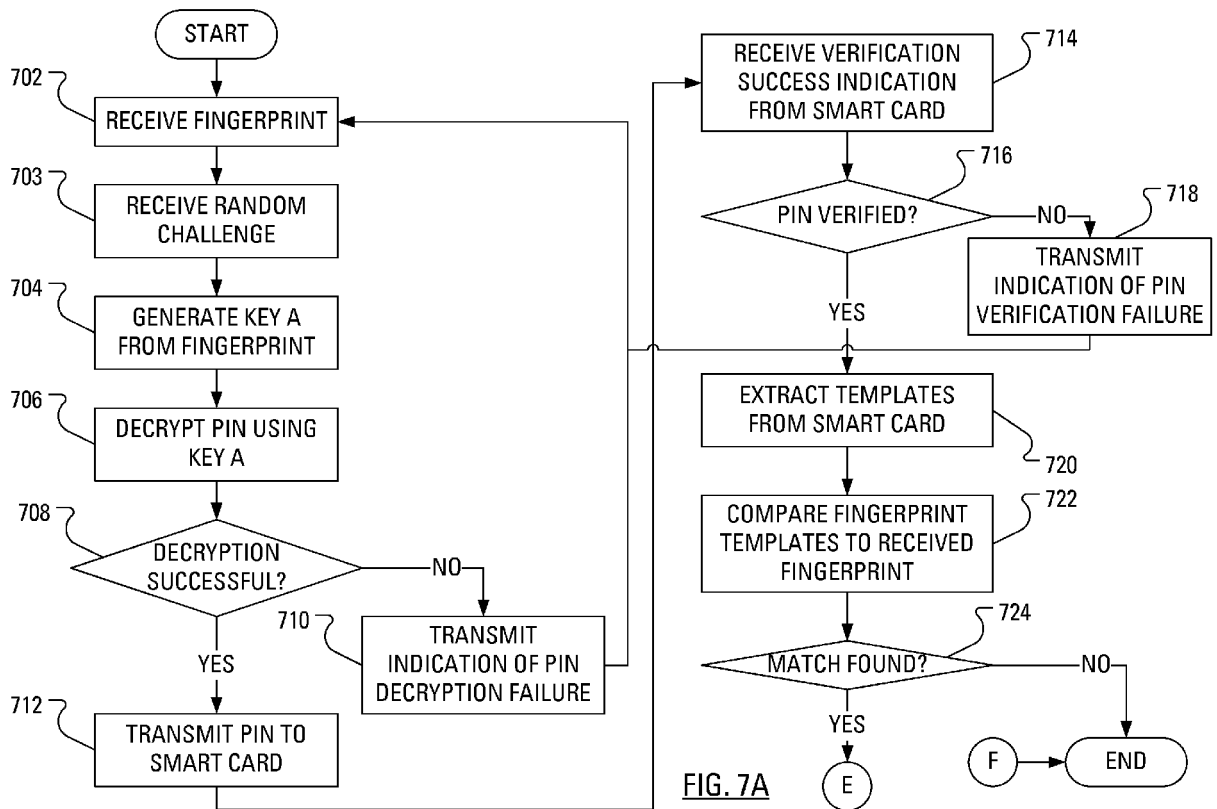 START
702
RECEIVE FINGERPRINT
703
RECEIVE RANDOM
CHALLENGE
704
GENERATE KEY A
FROM FINGERPRINT
706
DECRYPT PIN USING
KEY A
708
DECRYPTION
SUCCESSFUL?
NO
710
TRANSMIT
INDICATION OF PIN
DECRYPTION FAILURE
YES
712
TRANSMIT PIN TO
SMART CARD
714
RECEIVE VERIFICATION
SUCCESS INDICATION
FROM SMART CARD
716
PIN VERIFIED?
NO
718
TRANSMIT
INDICATION OF PIN
VERIFICATION FAILURE
YES
EXTRACT TEMPLATES
FROM SMART CARD
720
722
COMPARE FINGERPRINT
TEMPLATES TO RECEIVED
FINGERPRINT
724
MATCH FOUND?
NO
YES
E
F
END
FIG. 7A